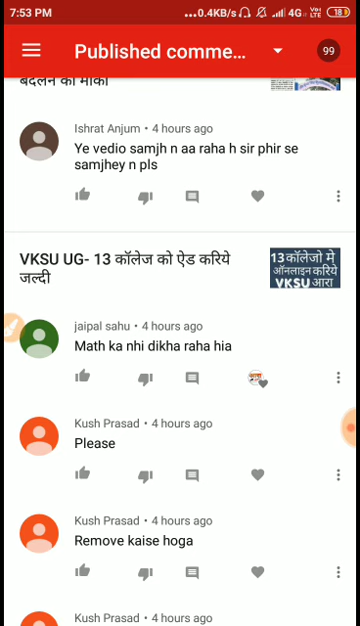 7:53 PM
...0.4KB/s
4G
VoLTE
18
Published comme...
99
बदलने का मौका
Ishrat Anjum • 4 hours ago
Ye vedio samjh n aa raha h sir phir se
samjhey n pls
VKSU UG- 13 कॉलेज को ऐड करिये
जल्दी
13 कॉलेजो मे
ऑनलाइन करिये
VKSU आरा
jaipal sahu • 4 hours ago
Math ka nhi dikha raha hia
Kush Prasad • 4 hours ago
Please
Kush Prasad • 4 hours ago
Remove kaise hoga
Kush Prasad • 4 hours ago